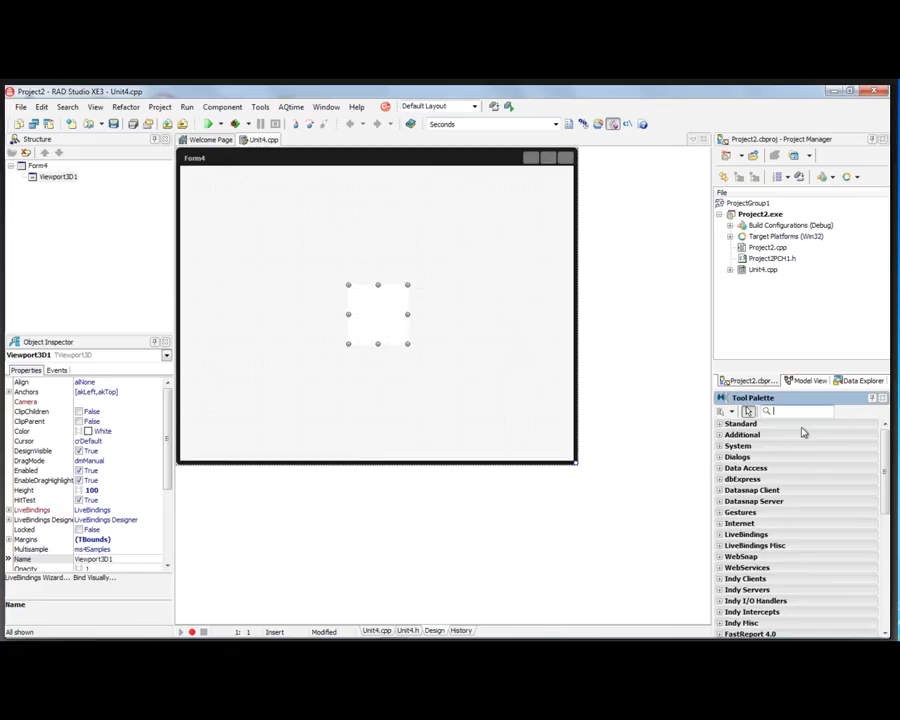 Project2 - RAD Studio XE3 - Unit4.cpp
File Edit Search View Refactor Project Run Component Tools AQtime Window Help Default Layout
Seconds
Structure
Form4
Viewport3D1
Welcome Page Unit4.cpp
Form4
Project2.cbproj - Project Manager
File
ProjectGroup1
Project2.exe
Build Configurations (Debug)
Target Platforms (Win32)
Project2.cpp
Project2PCH1.h
Unit4.cpp
Object Inspector
Viewport3D1 TViewport3D
Properties Events
Align alNone
Anchors [akLeft,akTop]
Camera
ClipChildren False
ClipParent False
Color White
Cursor crDefault
DesignVisible True
DragMode dmManual
Enabled True
EnableDragHighlight True
Height 100
HitTest True
LiveBindings LiveBindings
LiveBindings Designer LiveBindings Designer
Locked False
Margins (TBounds)
Multisample ms4Samples
Name Viewport3D1
Opacity 1
LiveBindings Wizard... Bind Visually...
Name
All shown
Project2.cbpr... Model View Data Explorer
Tool Palette
Standard
Additional
System
Dialogs
Data Access
dbExpress
Datasnap Client
Datasnap Server
Gestures
Internet
LiveBindings
LiveBindings Misc
WebSnap
WebServices
Indy Clients
Indy Servers
Indy I/O Handlers
Indy Intercepts
Indy Misc
FastReport 4.0
1: 1 Insert Modified Unit4.cpp Unit4.h Design History